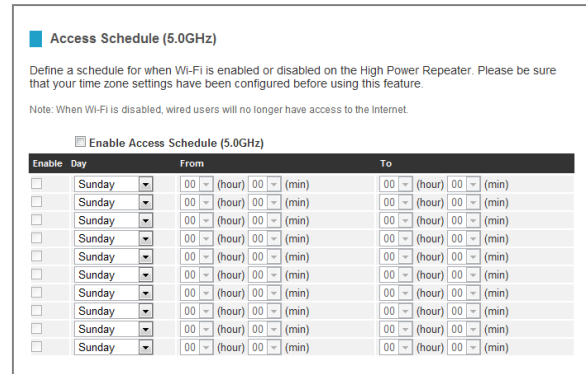 Access Schedule (5.0GHz)
Define a schedule for when Wi-Fi is enabled or disabled on the High Power Repeater. Please be sure
that your time zone settings have been configured before using this feature.
Note: When Wi-Fi is disabled, wired users will no longer have access to the Internet.
Enable Access Schedule (5.0GHz)
Enable Day From To
Sunday 00 (hour) 00 (min) 00 (hour) 00 (min)
Sunday 00 (hour) 00 (min) 00 (hour) 00 (min)
Sunday 00 (hour) 00 (min) 00 (hour) 00 (min)
Sunday 00 (hour) 00 (min) 00 (hour) 00 (min)
Sunday 00 (hour) 00 (min) 00 (hour) 00 (min)
Sunday 00 (hour) 00 (min) 00 (hour) 00 (min)
Sunday 00 (hour) 00 (min) 00 (hour) 00 (min)
Sunday 00 (hour) 00 (min) 00 (hour) 00 (min)
Sunday 00 (hour) 00 (min) 00 (hour) 00 (min)
Sunday 00 (hour) 00 (min) 00 (hour) 00 (min)